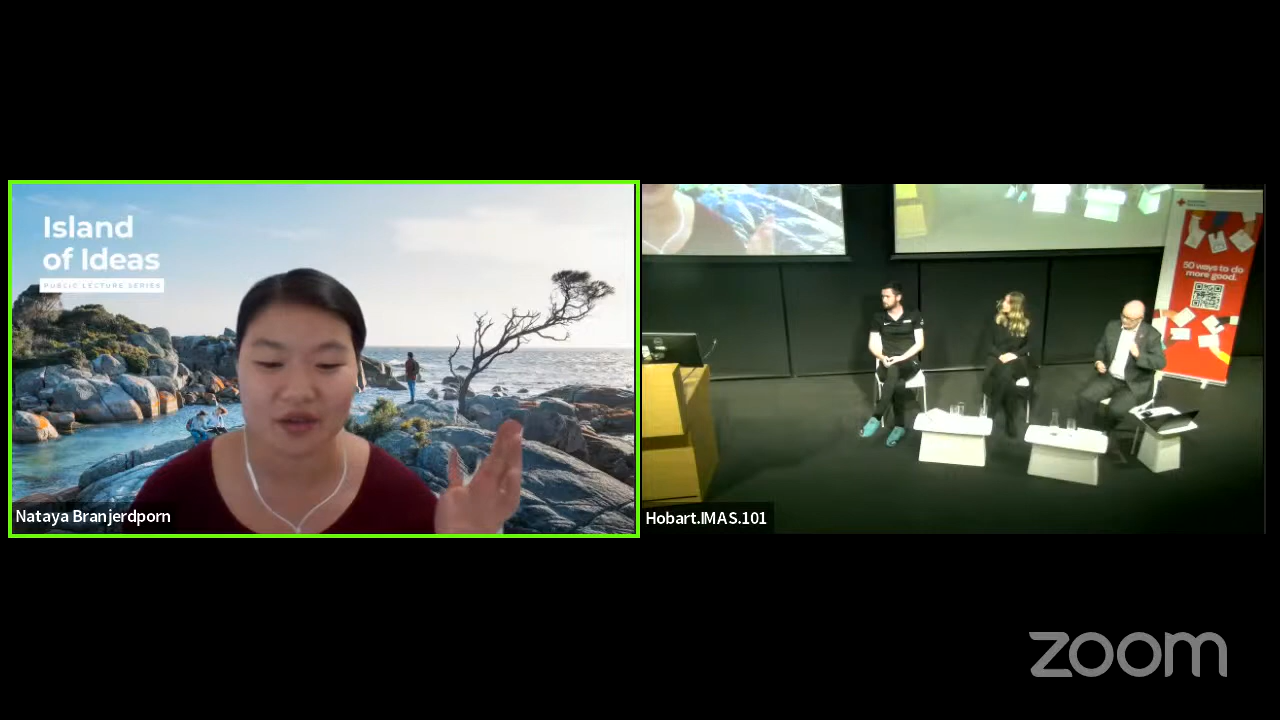 Island
of Ideas
PUBLIC LECTURE SERIES
Nataya Branjerdporn
50 ways to do
more good.
Hobart.IMAS.101
zoom